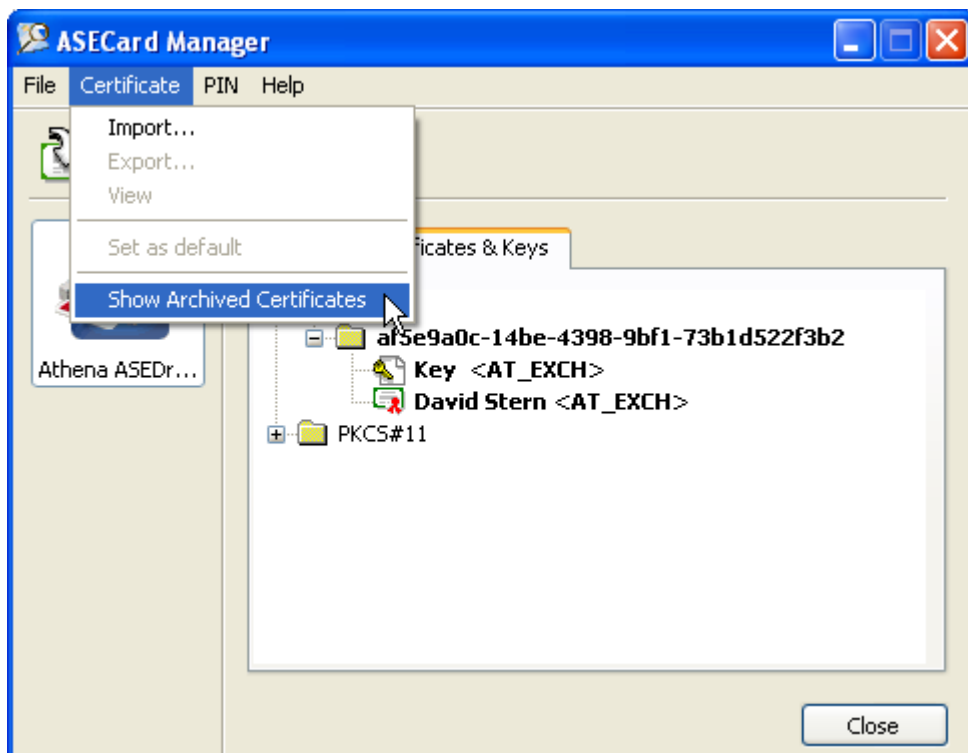 ASECard Manager
File Certificate PIN Help
Import...
Export...
View
Set as default
Show Archived Certificates
ficates & Keys
af5e9a0c-14be-4398-9bf1-73b1d522f3b2
Athena ASEDr...
Key <AT_EXCH>
David Stern <AT_EXCH>
PKCS#11
Close